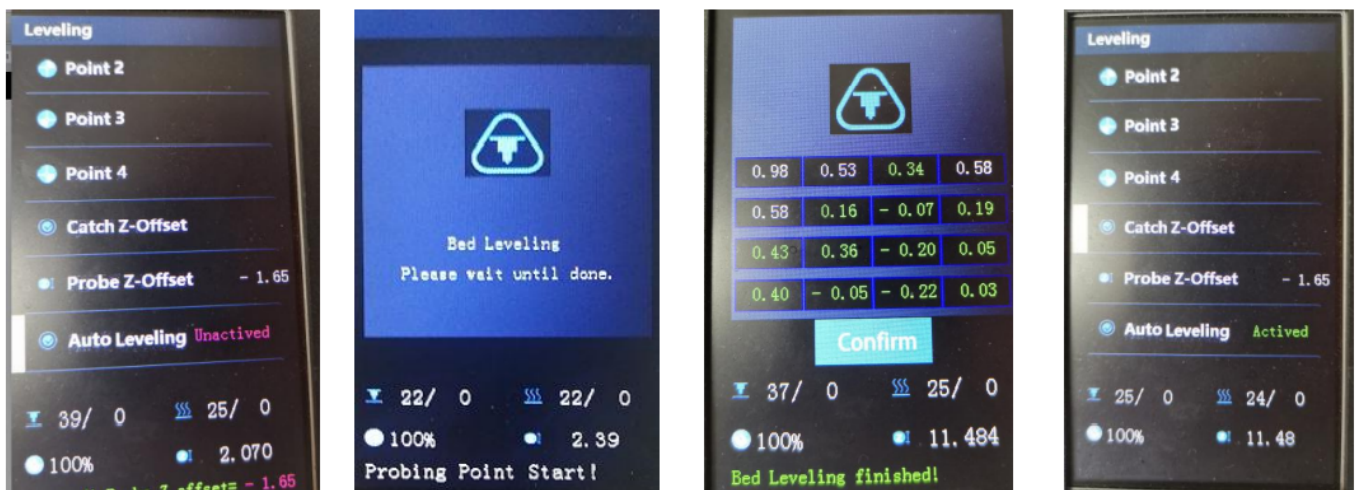 Leveling
Point 2
Point 3
Point 4
Catch Z-Offset
Probe Z-Offset - 1.65
Auto Leveling Unactived
39/ 0 25/ 0
100% 2.070
Z-offset= - 1.65
Bed Leveling
Please wait until done.
22/ 0 22/ 0
100% 2.39
Probing Point Start!
0.98 0.53 0.34 0.58
0.58 0.16 - 0.07 0.19
0.43 0.36 - 0.20 0.05
0.40 - 0.05 - 0.22 0.03
Confirm
37/ 0 25/ 0
100% 11.484
Bed Leveling finished!
Leveling
Point 2
Point 3
Point 4
Catch Z-Offset
Probe Z-Offset - 1.65
Auto Leveling Actived
25/ 0 24/ 0
100% 11.48